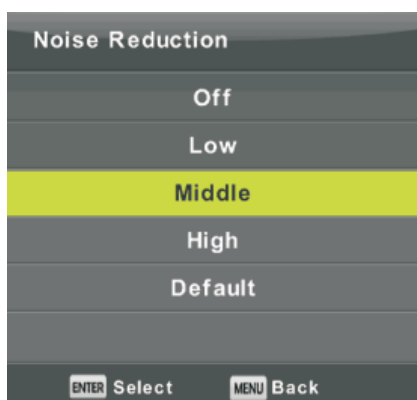 Noise Reduction
Off
Low
Middle
High
Default
ENTER Select MENU Back